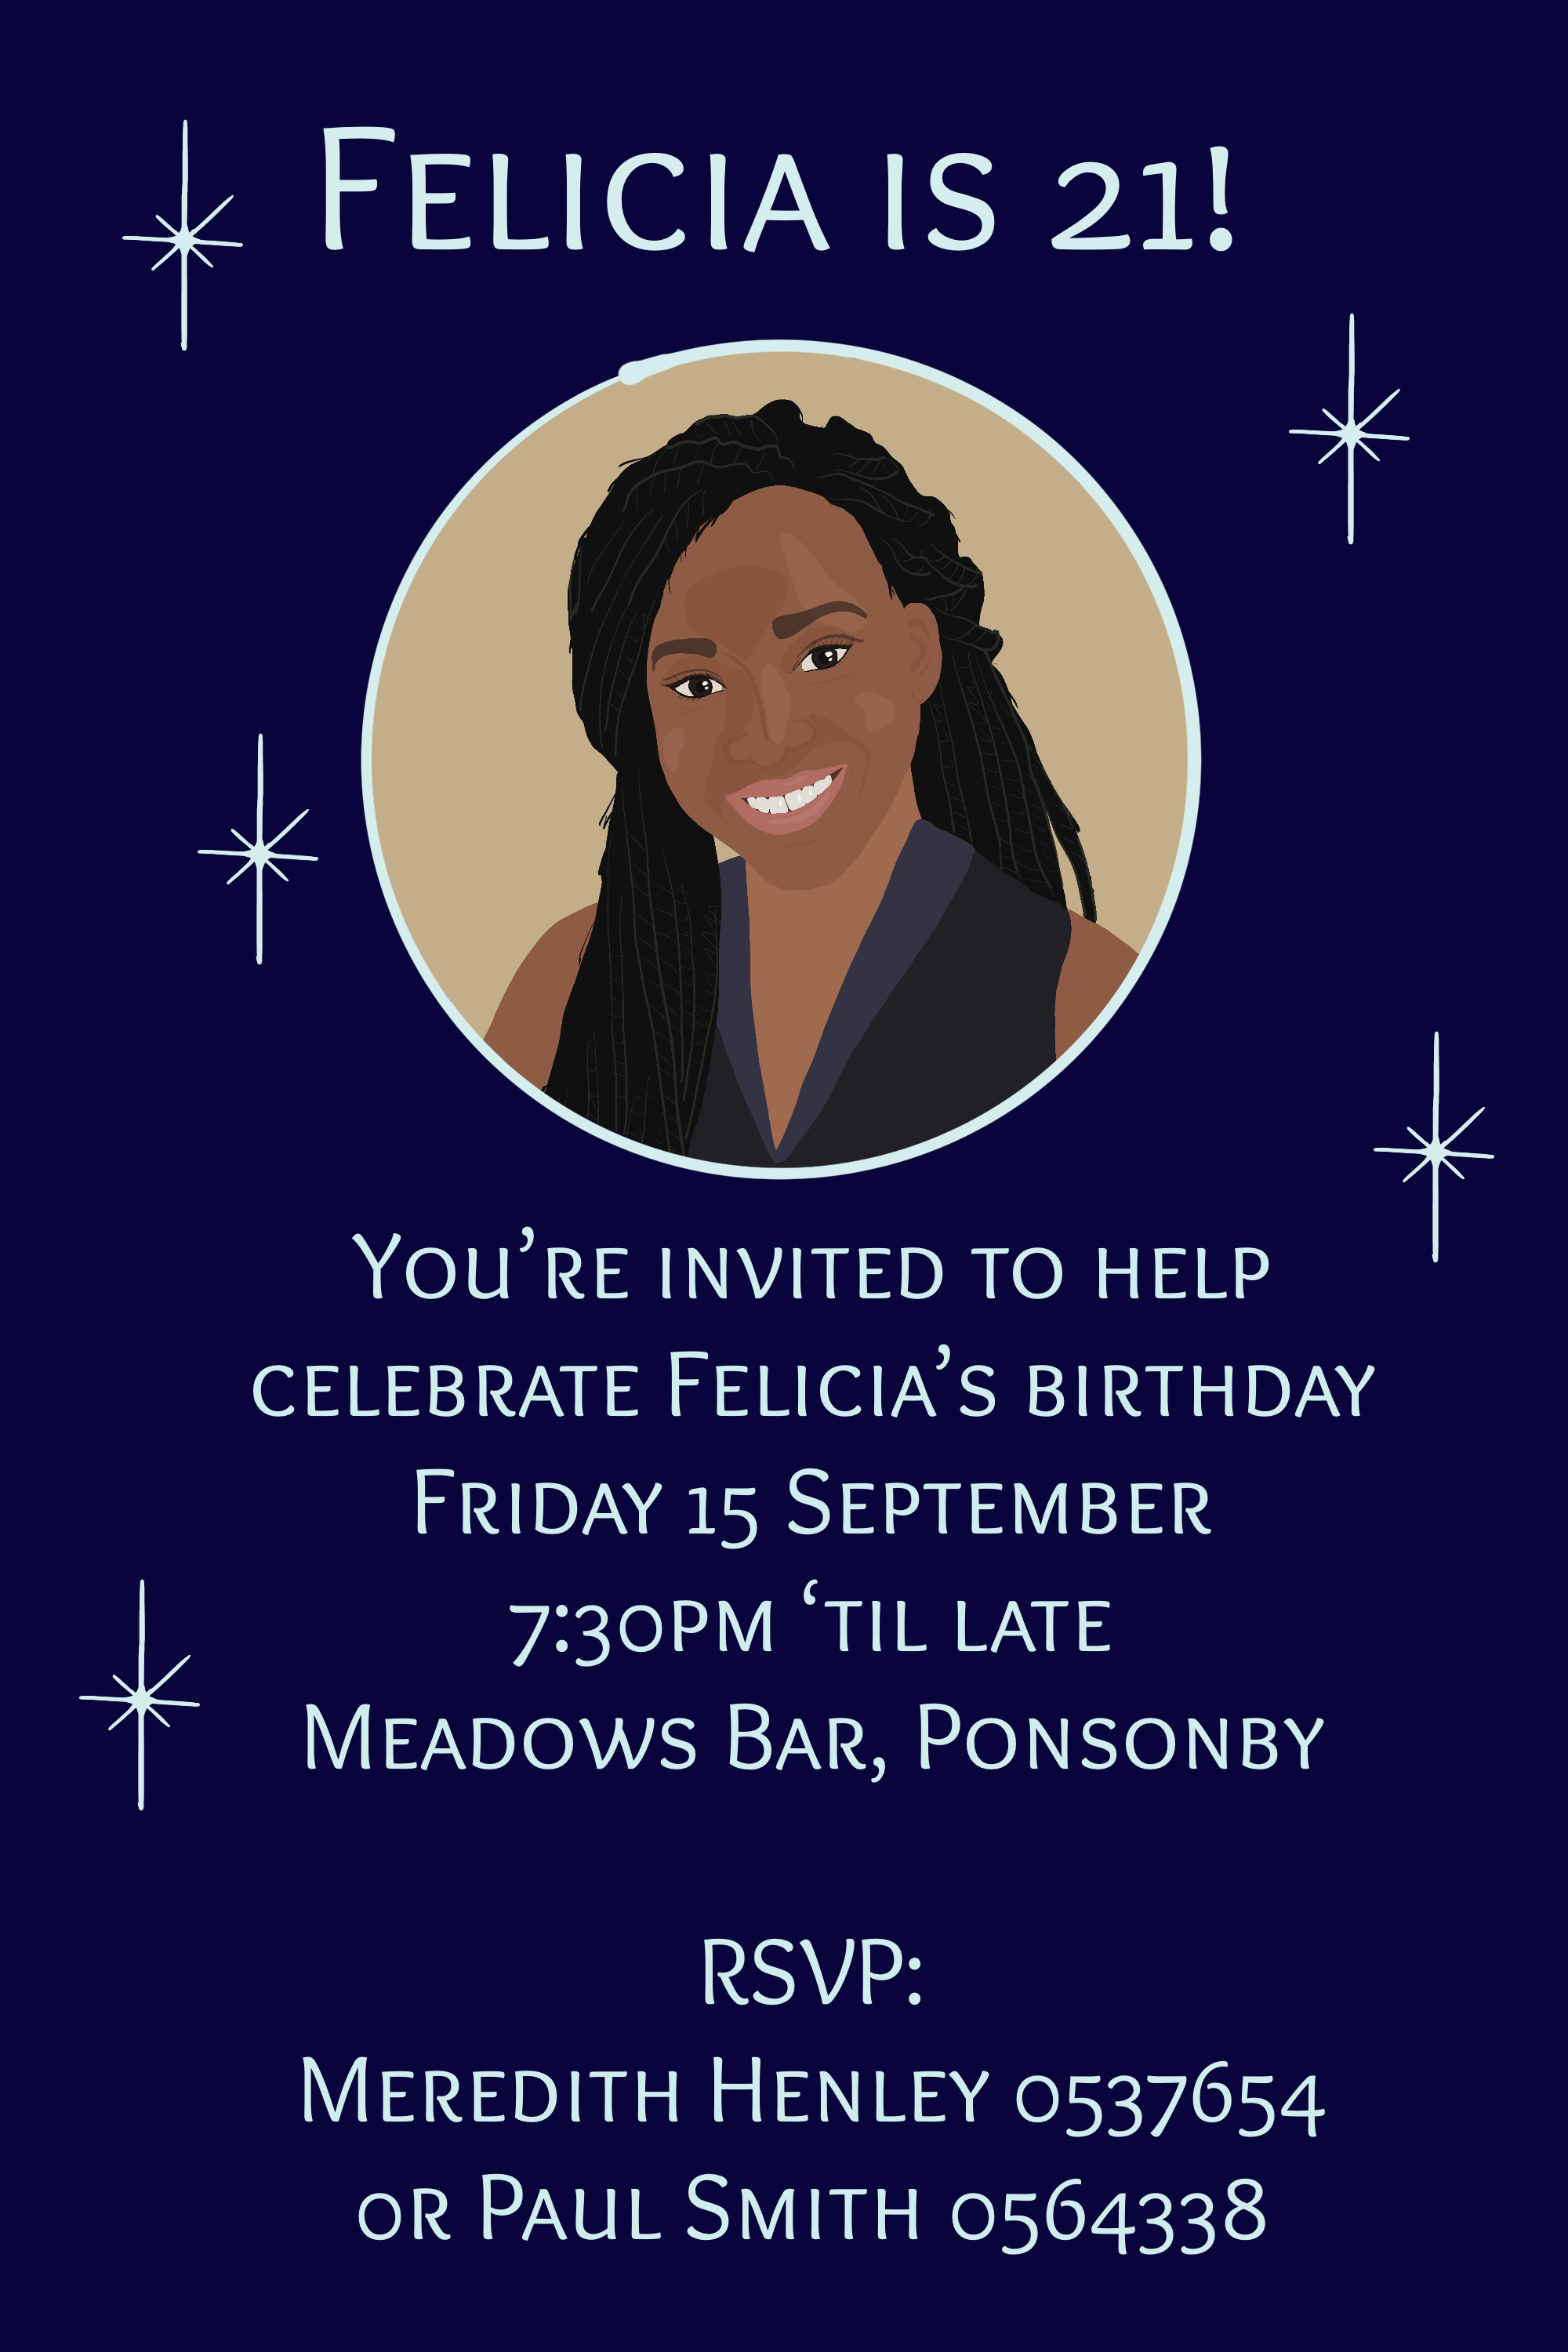 Felicia is 21!
You’re invited to help
celebrate Felicia’s birthday
Friday 15 September
7:30pm ‘til late
Meadows Bar, Ponsonby
RSVP:
Meredith Henley 0537654
or Paul Smith 0564338